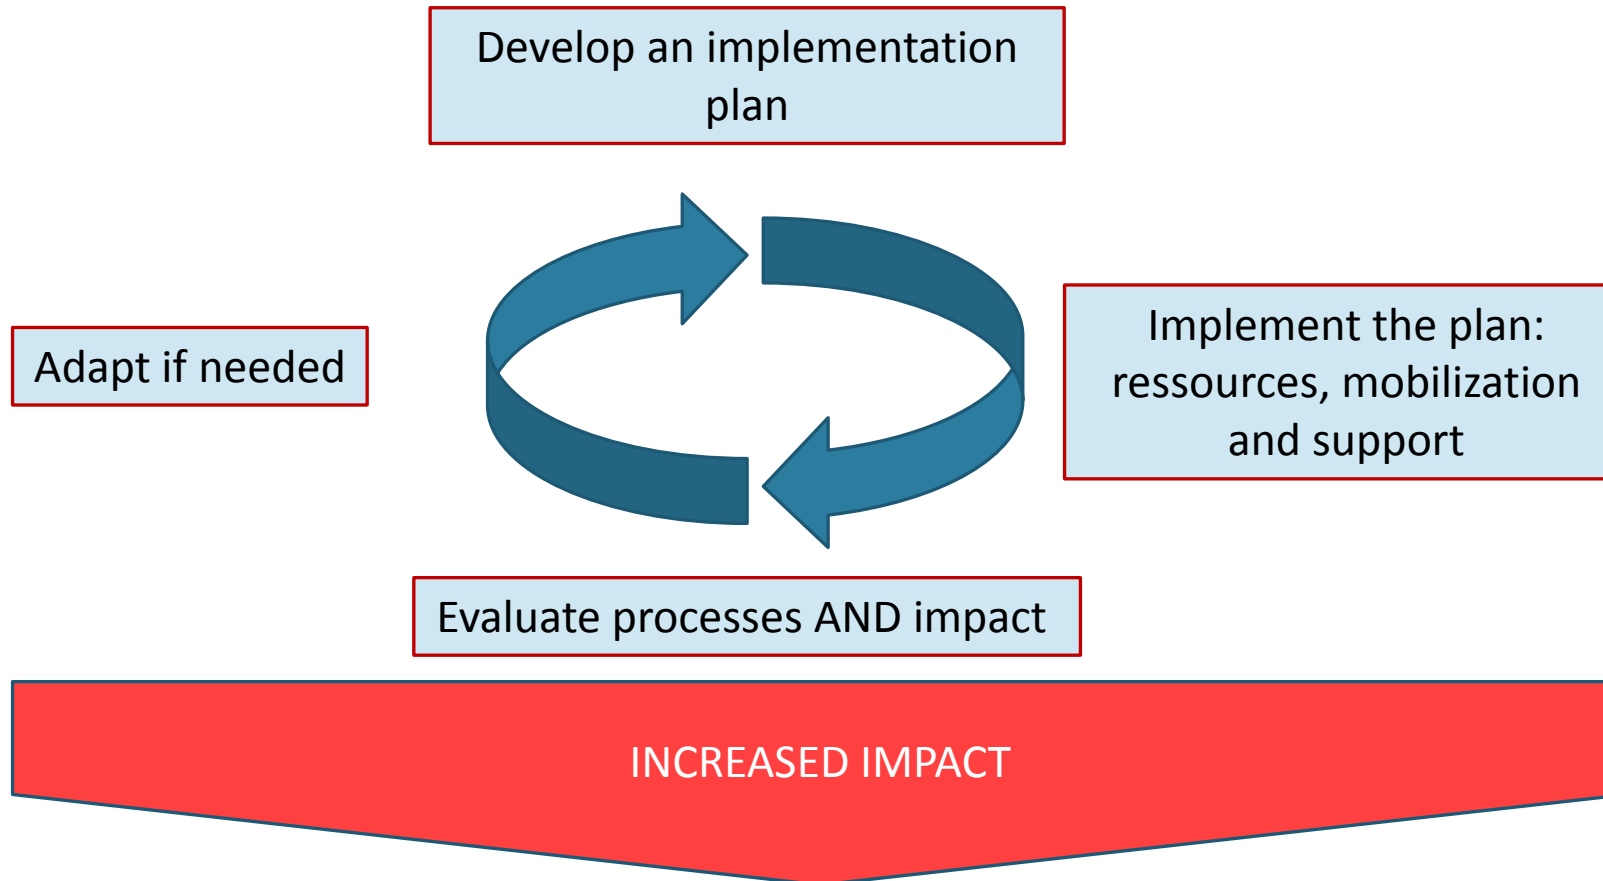 Develop an implementation
plan
Adapt if needed
Implement the plan:
ressources, mobilization
and support
Evaluate processes AND impact
INCREASED IMPACT